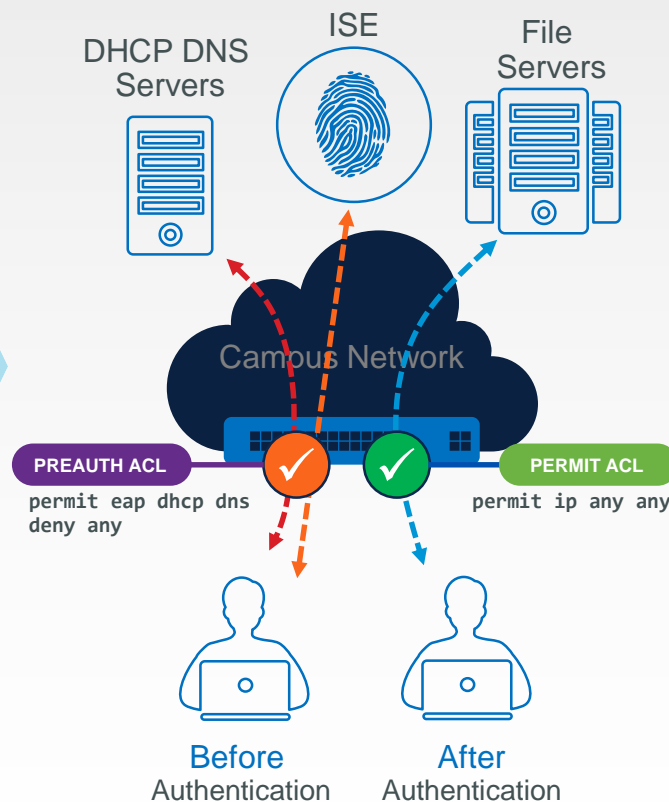 DHCP DNS
Servers
ISE
File
Servers
Campus Network
PREAUTH ACL
permit eap dhcp dns
deny any
PERMIT ACL
permit ip any any
Before
Authentication
After
Authentication